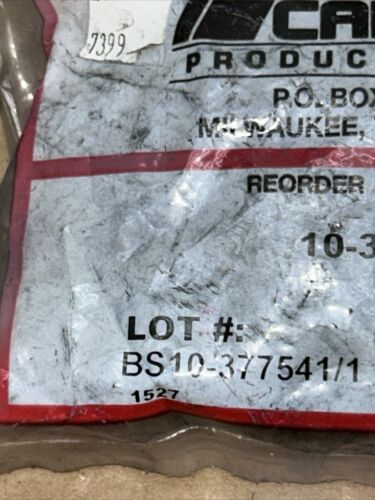 7399
PRODUC
P.O. BOX
MILWAUKEE,
REORDER
10-3
LOT #:
BS10-377541/1
1527